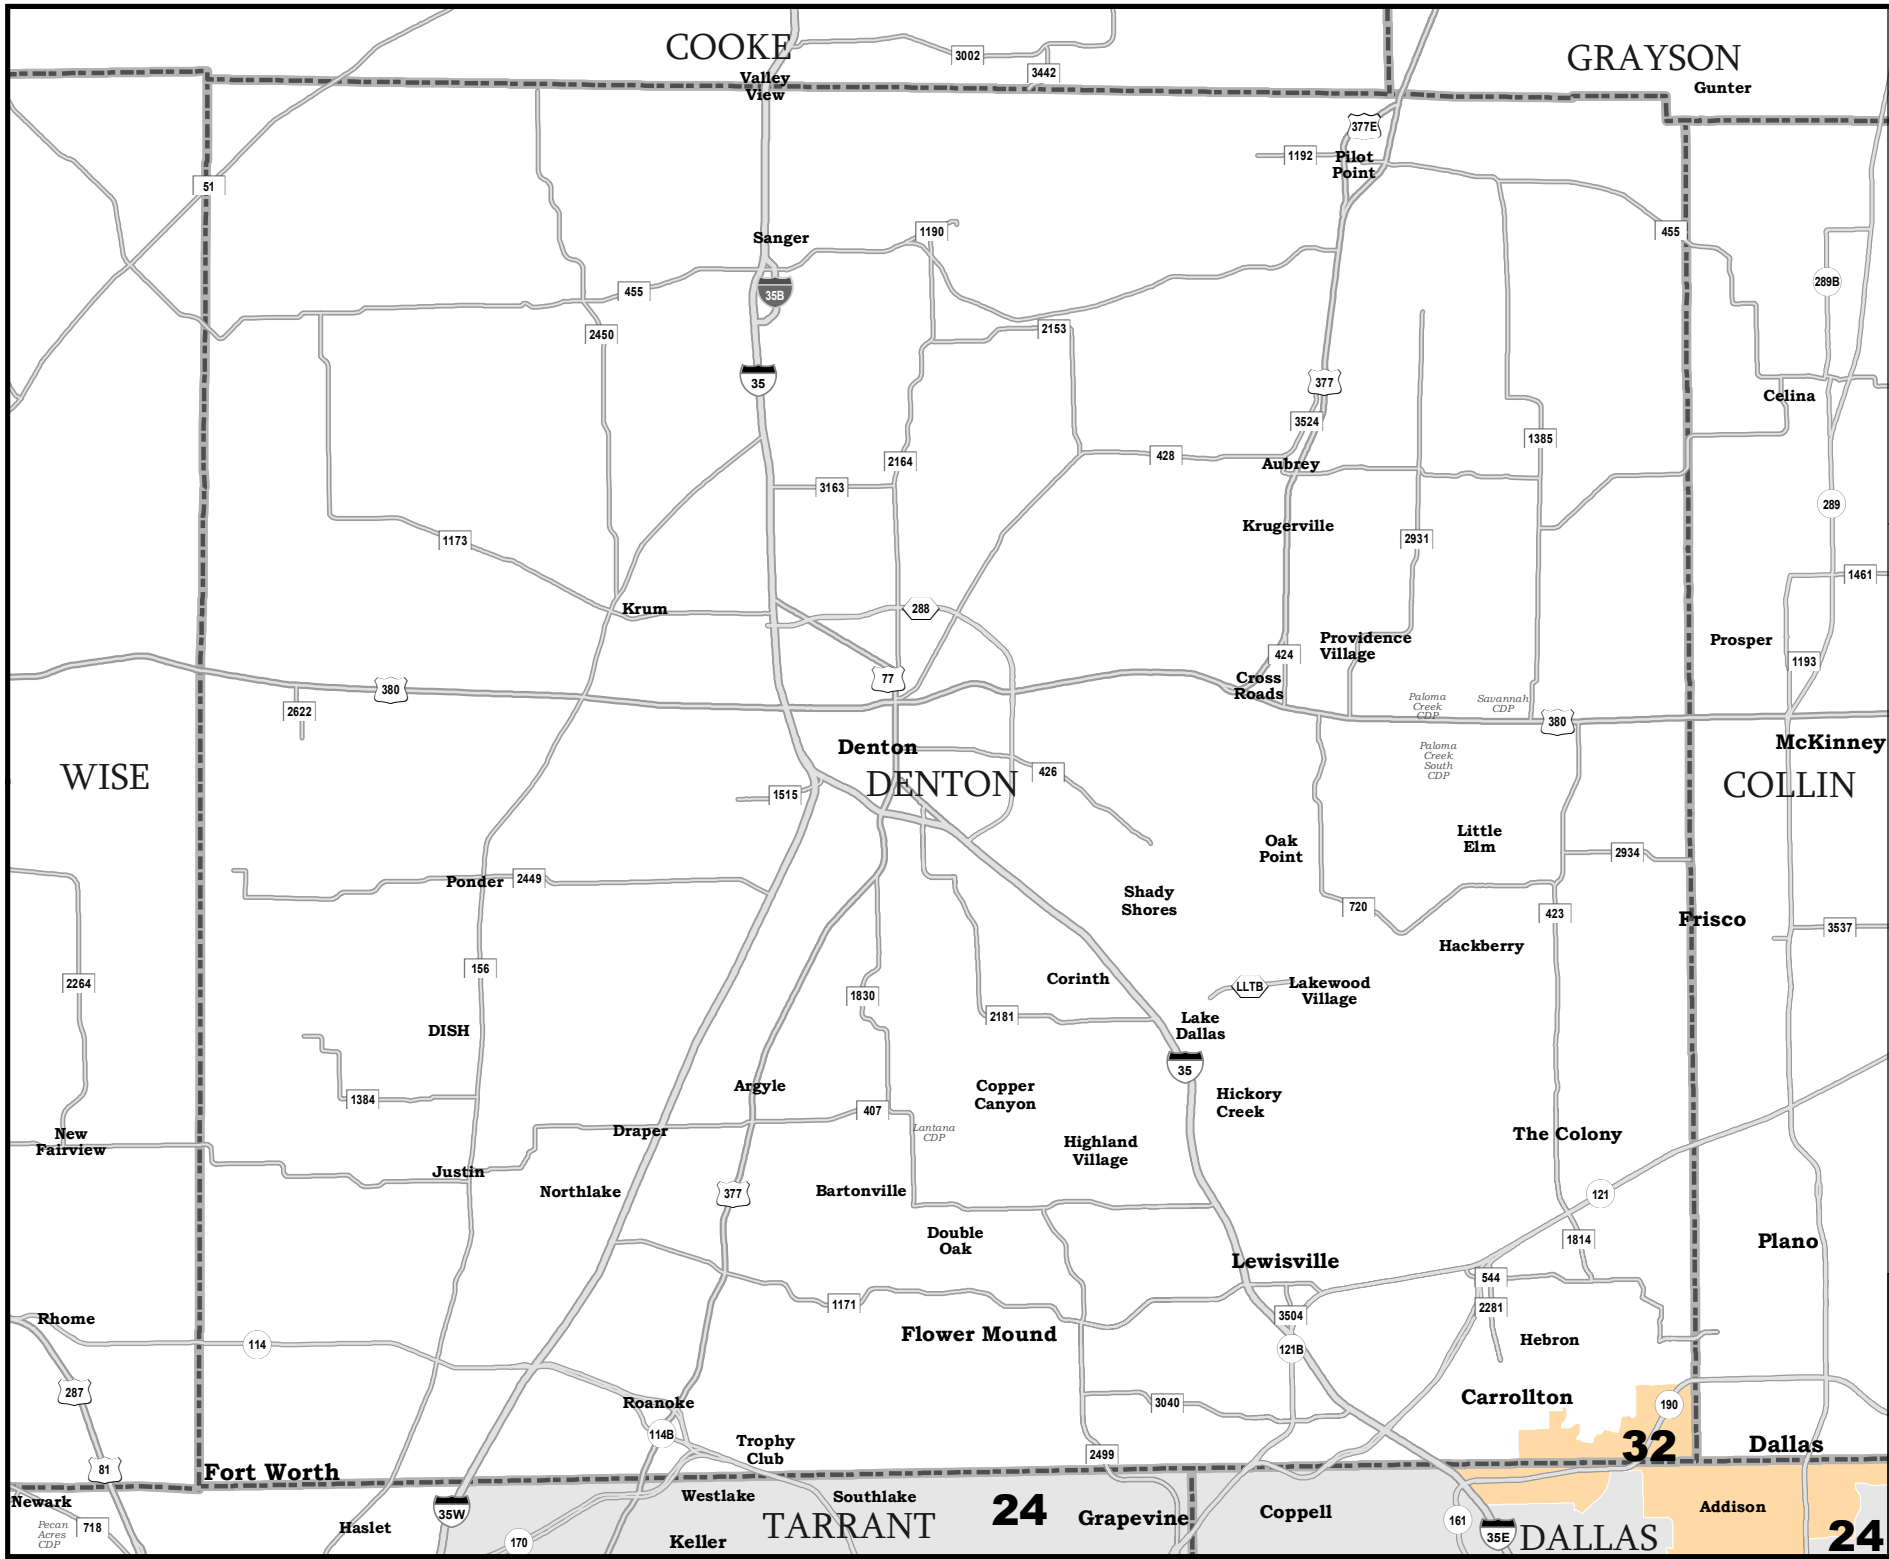 COOKE
GRAYSON
3002
3442
Valley
View
Gunter
377E
1192
Pilot
Point
51
1190
455
Sanger
289B
455
35B
2153
2450
35
377
Celina
3524
1385
2164
428
Aubrey
3163
289
Krugerville
1173
2931
1461
Krum
288
Providence
Village
Prosper
424
1193
77
Cross
Roads
380
Paloma
Creek
CDP
Savannah
CDP
2622
380
Denton
McKinney
Paloma
Creek
South
CDP
WISE
DENTON
426
COLLIN
1515
Oak
Point
Little
Elm
2934
Ponder
2449
Shady
Shores
720
423
Frisco
3537
Hackberry
156
2264
Corinth
LLTB
Lakewood
Village
1830
2181
Lake
Dallas
DISH
35
Argyle
Copper
Canyon
Hickory
Creek
1384
407
Lantana
CDP
Draper
New
Fairview
The Colony
Highland
Village
Justin
Northlake
377
Bartonville
121
Double
Oak
1814
Plano
Lewisville
544
1171
2281
3504
Rhome
Flower Mound
Hebron
114
121B
287
Carrollton
Roanoke
3040
190
114B
Trophy
Club
32
Dallas
2499
81
Fort Worth
Newark
Westlake
Southlake
24
Grapevine
Coppell
Addison
35W
Pecan
Acres
CDP
718
Haslet
TARRANT
161
35E
DALLAS
24
170
Keller